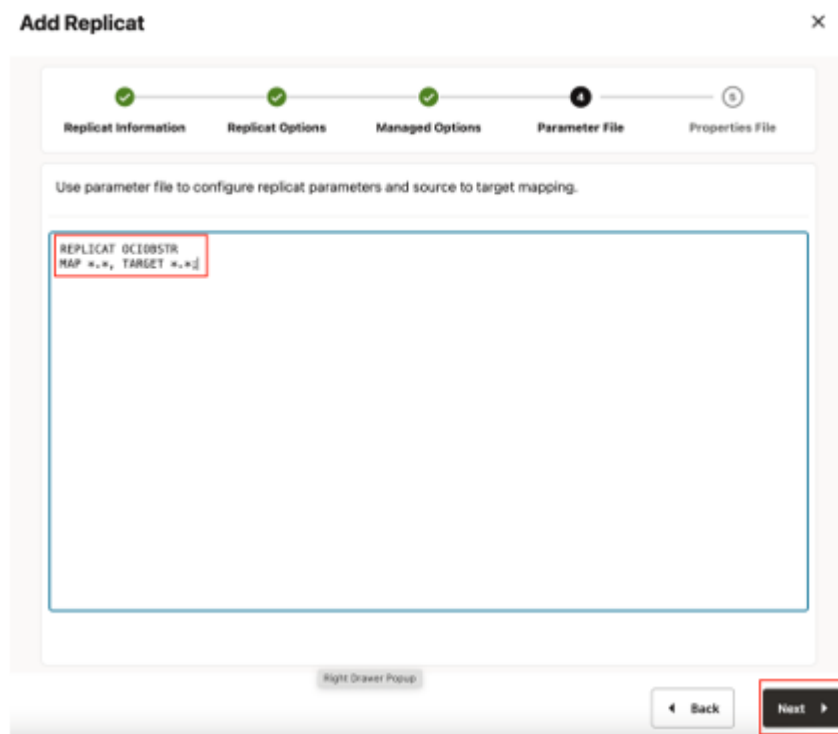 Add Replicat
Replicat Information
Replicat Options
Managed Options
4
Parameter File
5
Properties File
Use parameter file to configure replicat parameters and source to target mapping.
REPLICAT OCIOBSTR
MAP *.*, TARGET *.*;
Right Drawer Popup
Back
Next